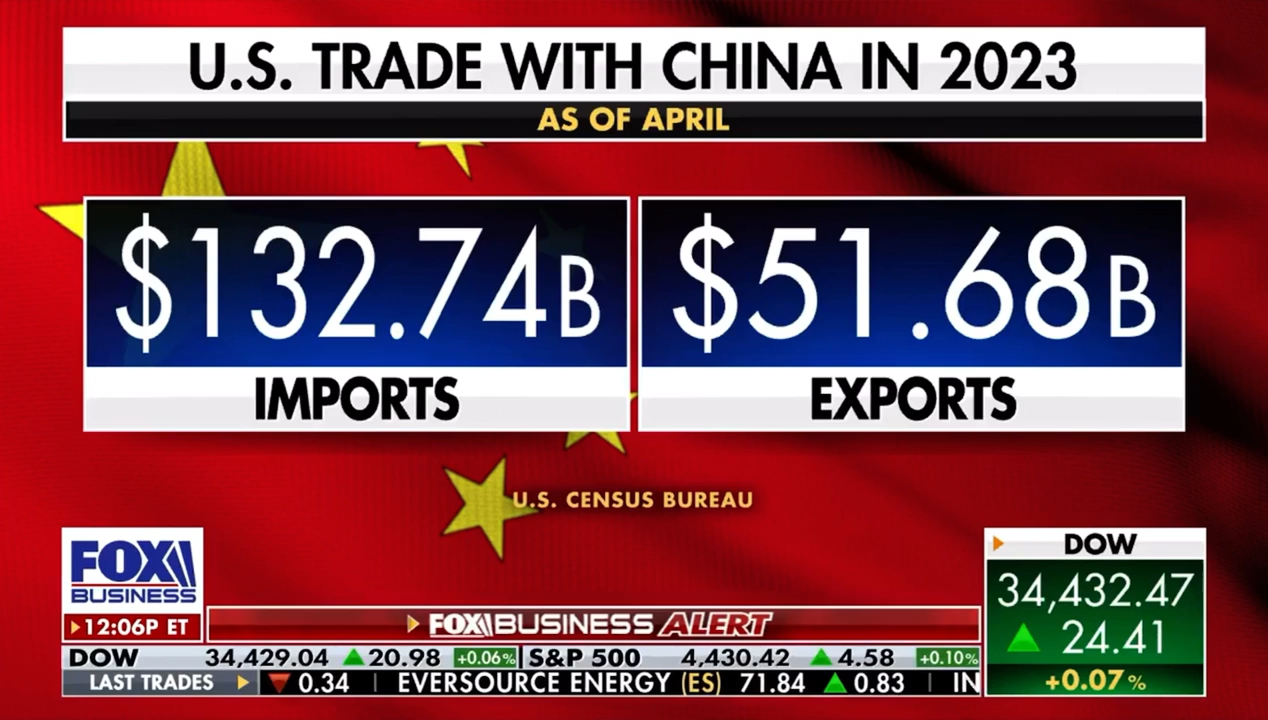 U.S. TRADE WITH CHINA IN 2023
AS OF APRIL
$132.74B
IMPORTS
$51.68B
EXPORTS
U.S. CENSUS BUREAU
FOX BUSINESS
12:06P ET
FOX BUSINESS ALERT
DOW
34,432.47
24.41
+0.07%
DOW 34,429.04 20.98 +0.06% S&P 500 4,430.42 4.58 +0.10%
LAST TRADES 0.34 EVERSOURCE ENERGY (ES) 71.84 0.83 IN